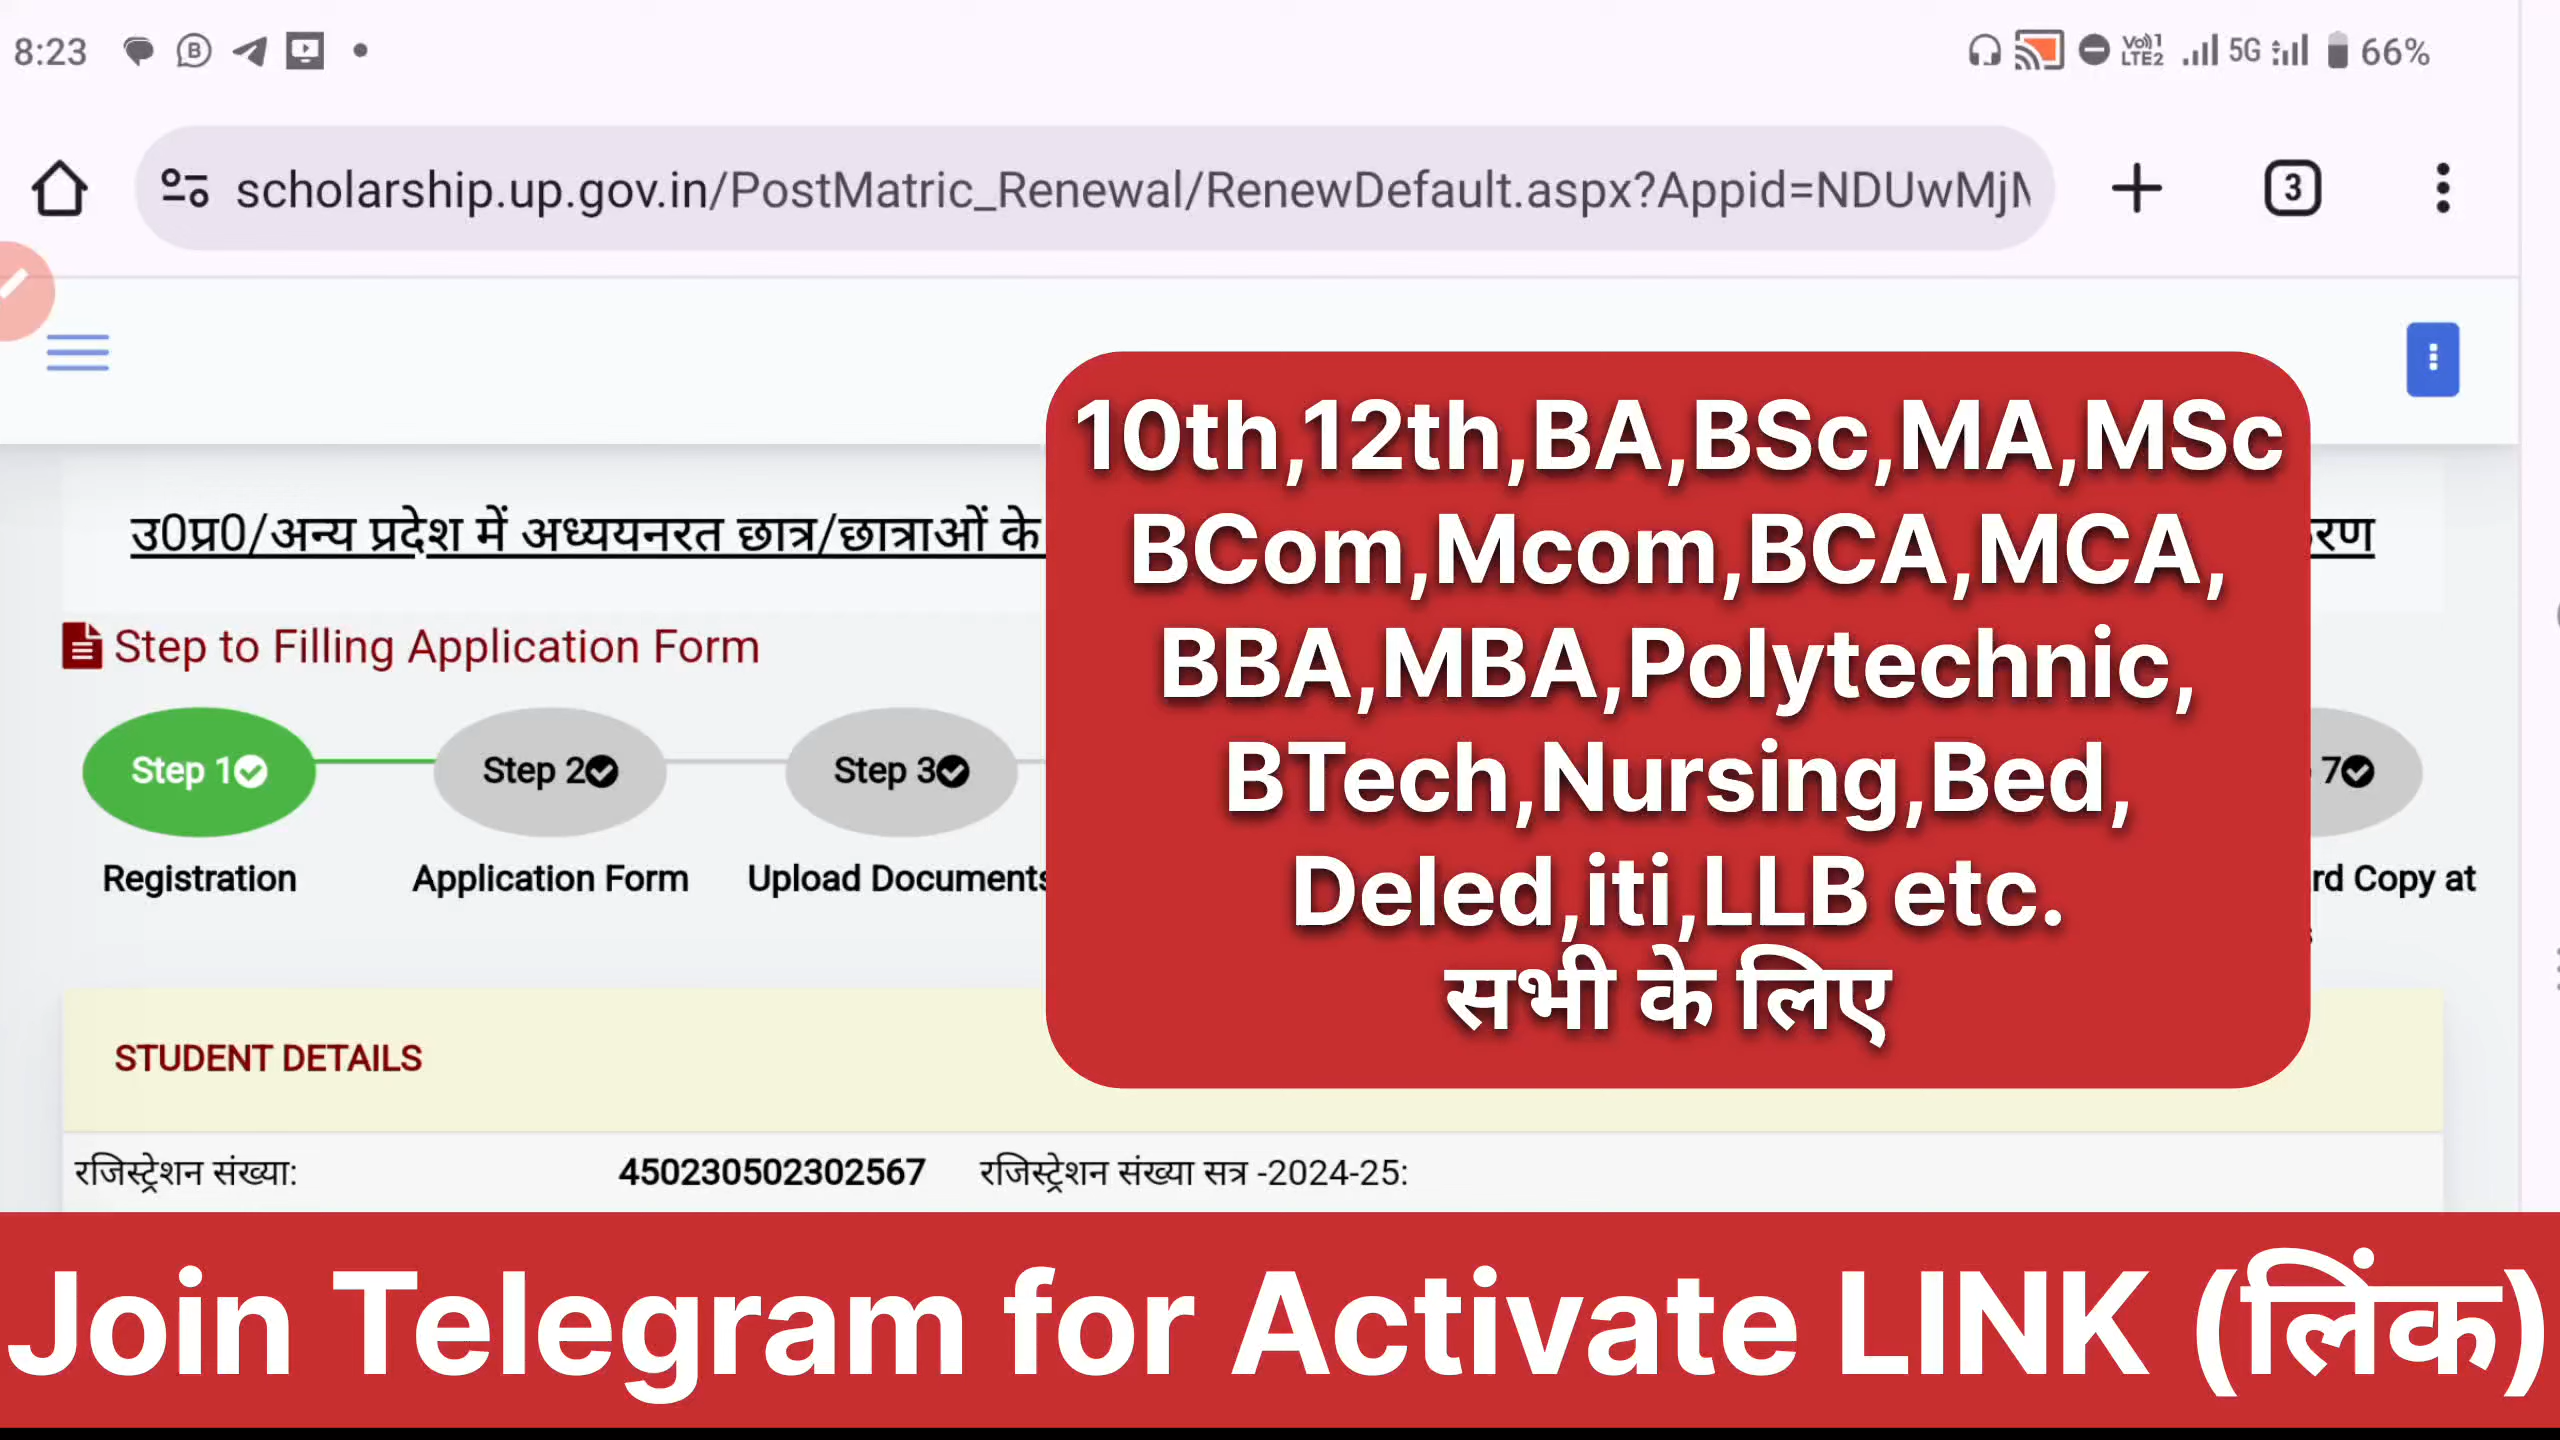 8:23
VoLTE2 5G 66%
scholarship.up.gov.in/PostMatric_Renewal/RenewDefault.aspx?Appid=NDUwMjM
3
10th,12th,BA,BSc,MA,MSc
BCom,Mcom,BCA,MCA,
BBA,MBA,Polytechnic,
BTech,Nursing,Bed,
Deled,iti,LLB etc.
सभी के लिए
उ0प्र0/अन्य प्रदेश में अध्ययनरत छात्र/छात्राओं के
रण
Step to Filling Application Form
Step 1 Step 2 Step 3 7
Registration Application Form Upload Documents rd Copy at
STUDENT DETAILS
रजिस्ट्रेशन संख्या: 450230502302567 रजिस्ट्रेशन संख्या सत्र -2024-25:
Join Telegram for Activate LINK (लिंक)